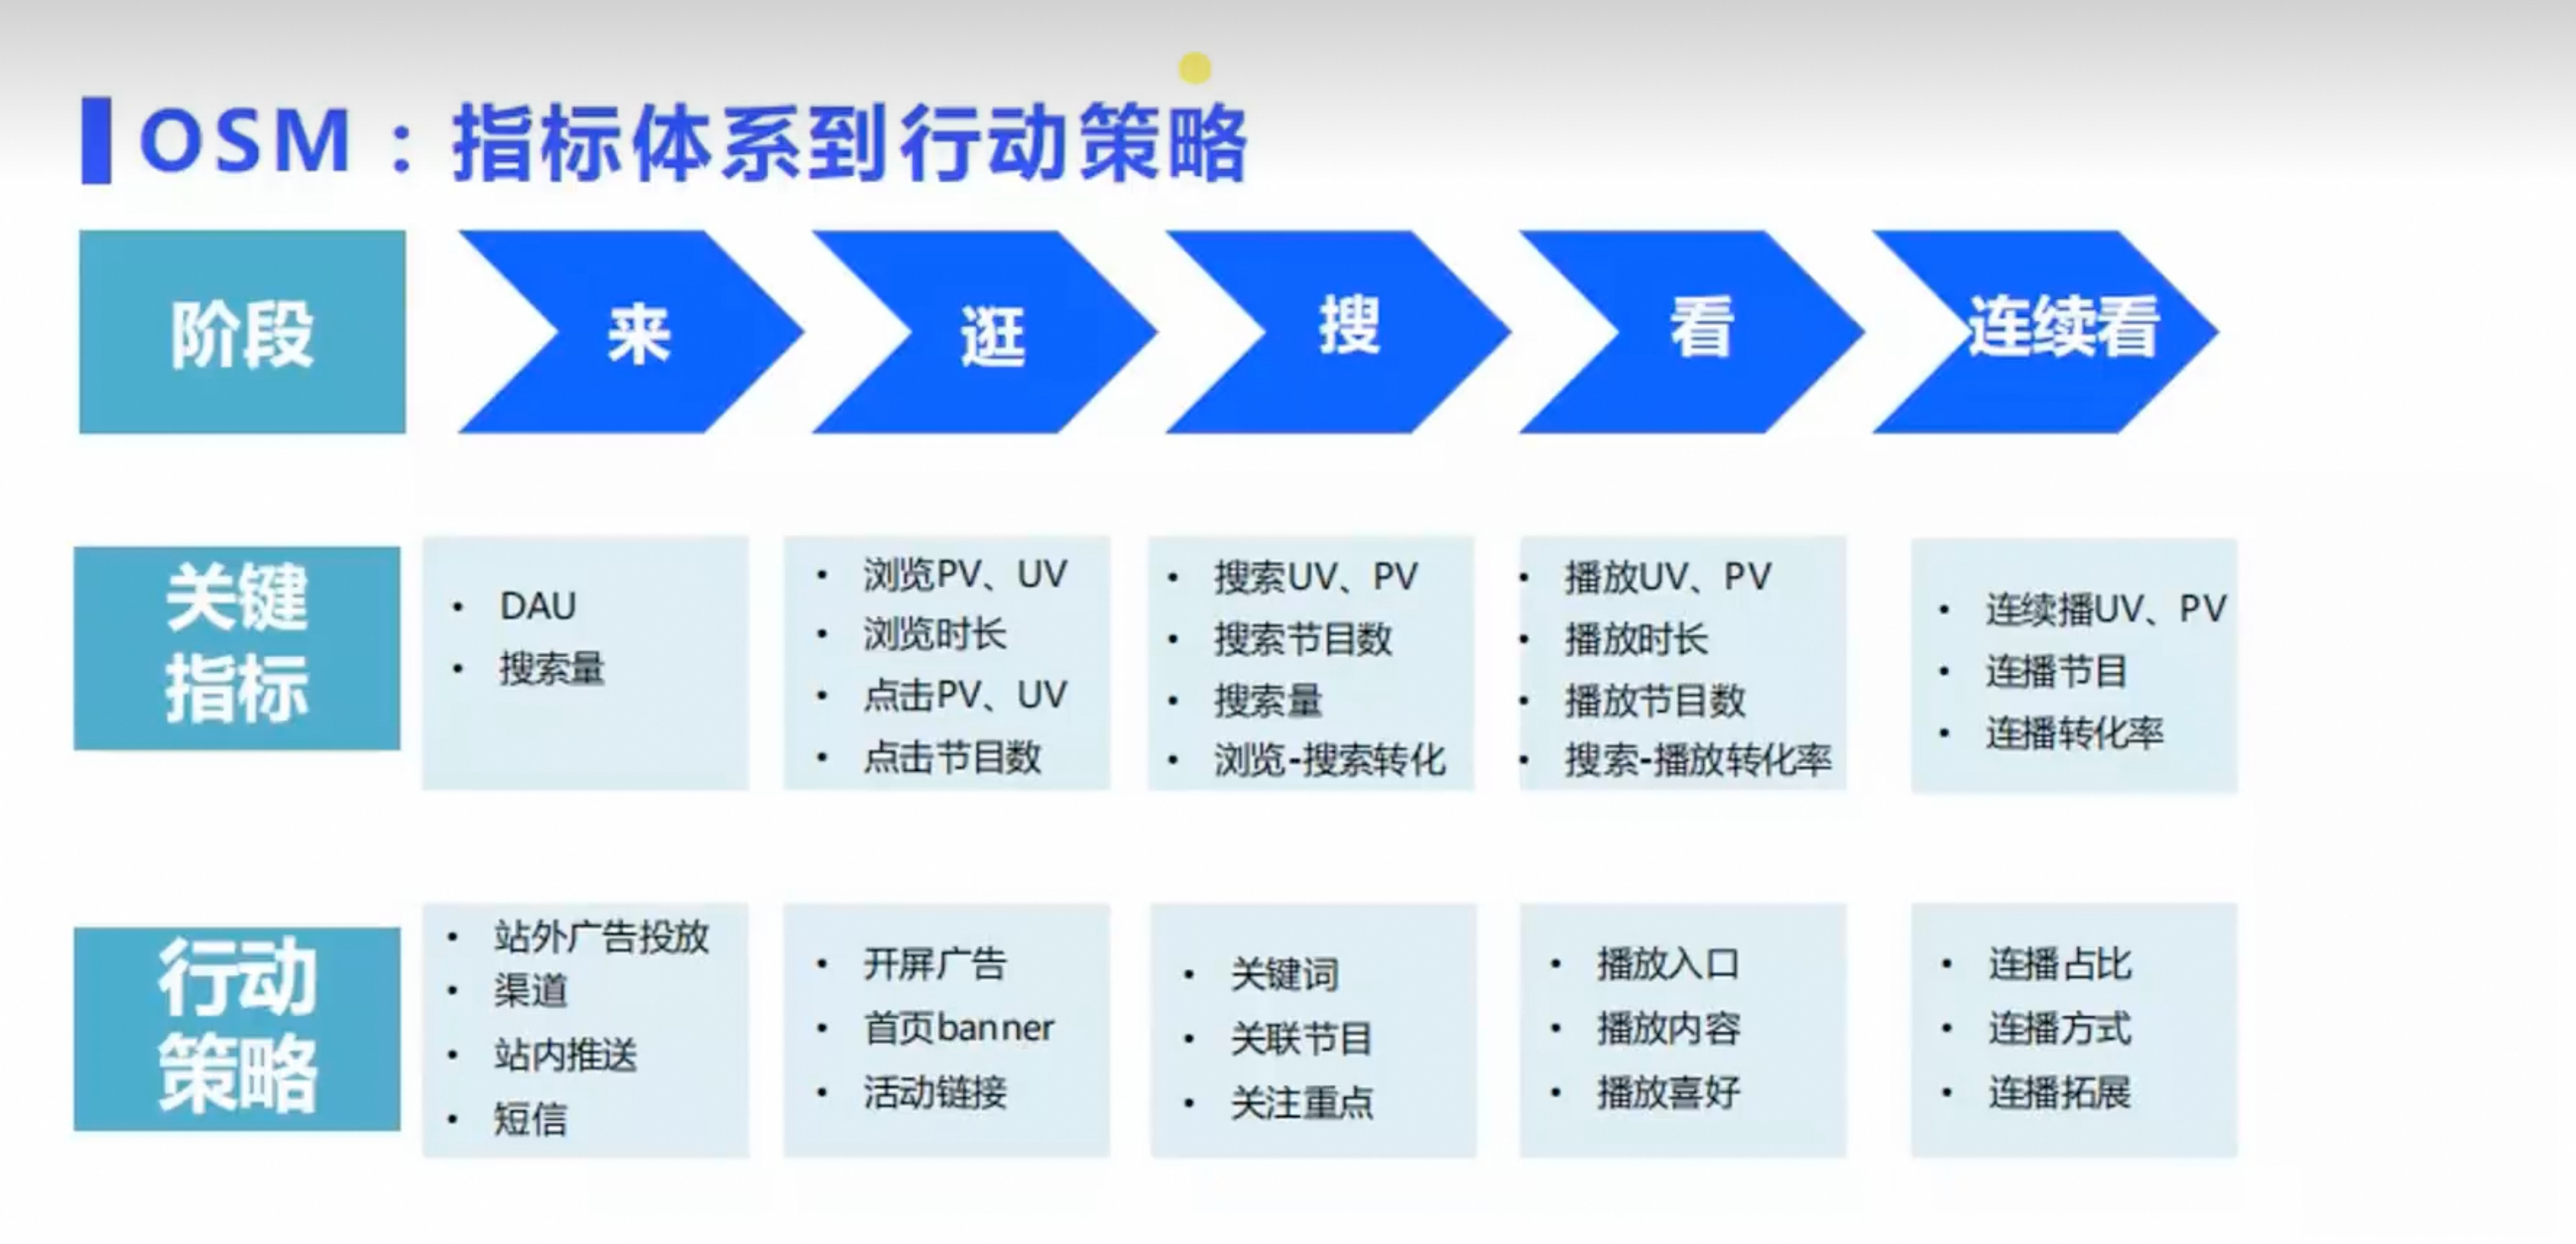 OSM：指标体系到行动策略
阶段
来
逛
搜
看
连续看
关键
指标
• DAU
• 搜索量
• 浏览PV、UV
• 浏览时长
• 点击PV、UV
• 点击节目数
• 搜索UV、PV
• 搜索节目数
• 搜索量
• 浏览-搜索转化
• 播放UV、PV
• 播放时长
• 播放节目数
• 搜索-播放转化率
• 连续播UV、PV
• 连播节目
• 连播转化率
行动
策略
• 站外广告投放
• 渠道
• 站内推送
• 短信
• 开屏广告
• 首页banner
• 活动链接
• 关键词
• 关联节目
• 关注重点
• 播放入口
• 播放内容
• 播放喜好
• 连播占比
• 连播方式
• 连播拓展